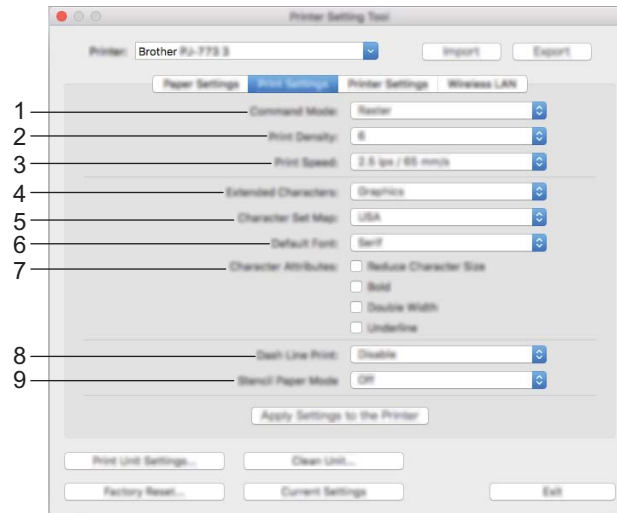 Printer Setting Tool
Printer: Brother PJ-773 3
Import
Export
Paper Settings
Print Settings
Printer Settings
Wireless LAN
1 Command Mode: Raster
2 Print Density: 6
3 Print Speed: 2.5 ips / 65 mm/s
4 Extended Characters: Graphics
5 Character Set Map: USA
6 Default Font: Serif
7 Character Attributes: Reduce Character Size
Bold
Double Width
Underline
8 Dash Line Print: Disable
9 Stencil Paper Mode Off
Apply Settings to the Printer
Print Unit Settings...
Clean Unit...
Factory Reset...
Current Settings
Exit